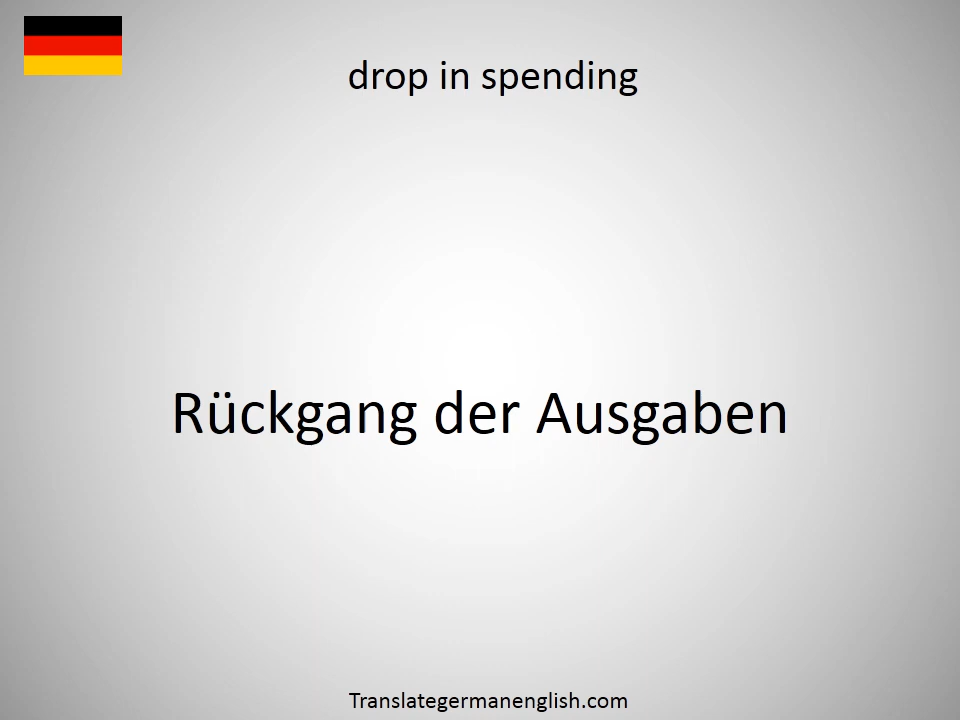 drop in spending
Rückgang der Ausgaben
Translategermanenglish.com